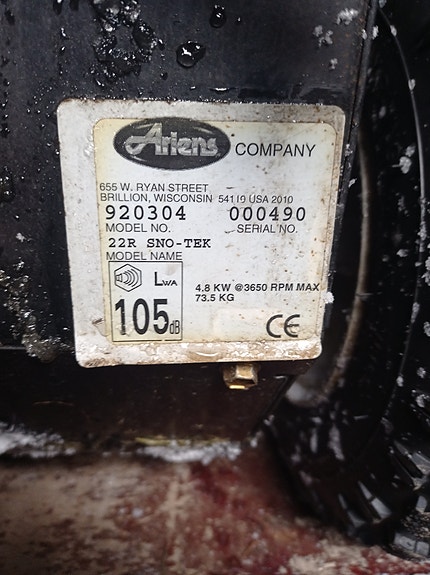 Ariens COMPANY
655 W. RYAN STREET
BRILLION, WISCONSIN 54110 USA 2010
920304 000490
MODEL NO. SERIAL NO.
22R SNO-TEK
MODEL NAME
LWA
4.8 KW @3650 RPM MAX
73.5 KG
105dB
CE